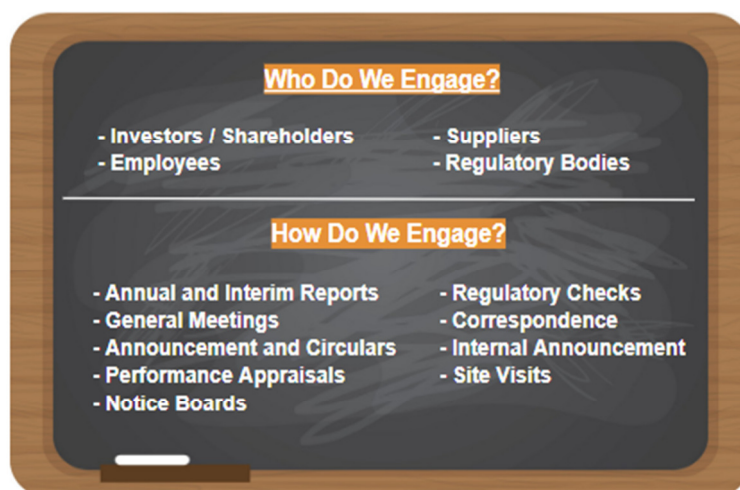 Who Do We Engage?
- Investors / Shareholders
- Employees
- Suppliers
- Regulatory Bodies
How Do We Engage?
- Annual and Interim Reports
- General Meetings
- Announcement and Circulars
- Performance Appraisals
- Notice Boards
- Regulatory Checks
- Correspondence
- Internal Announcement
- Site Visits